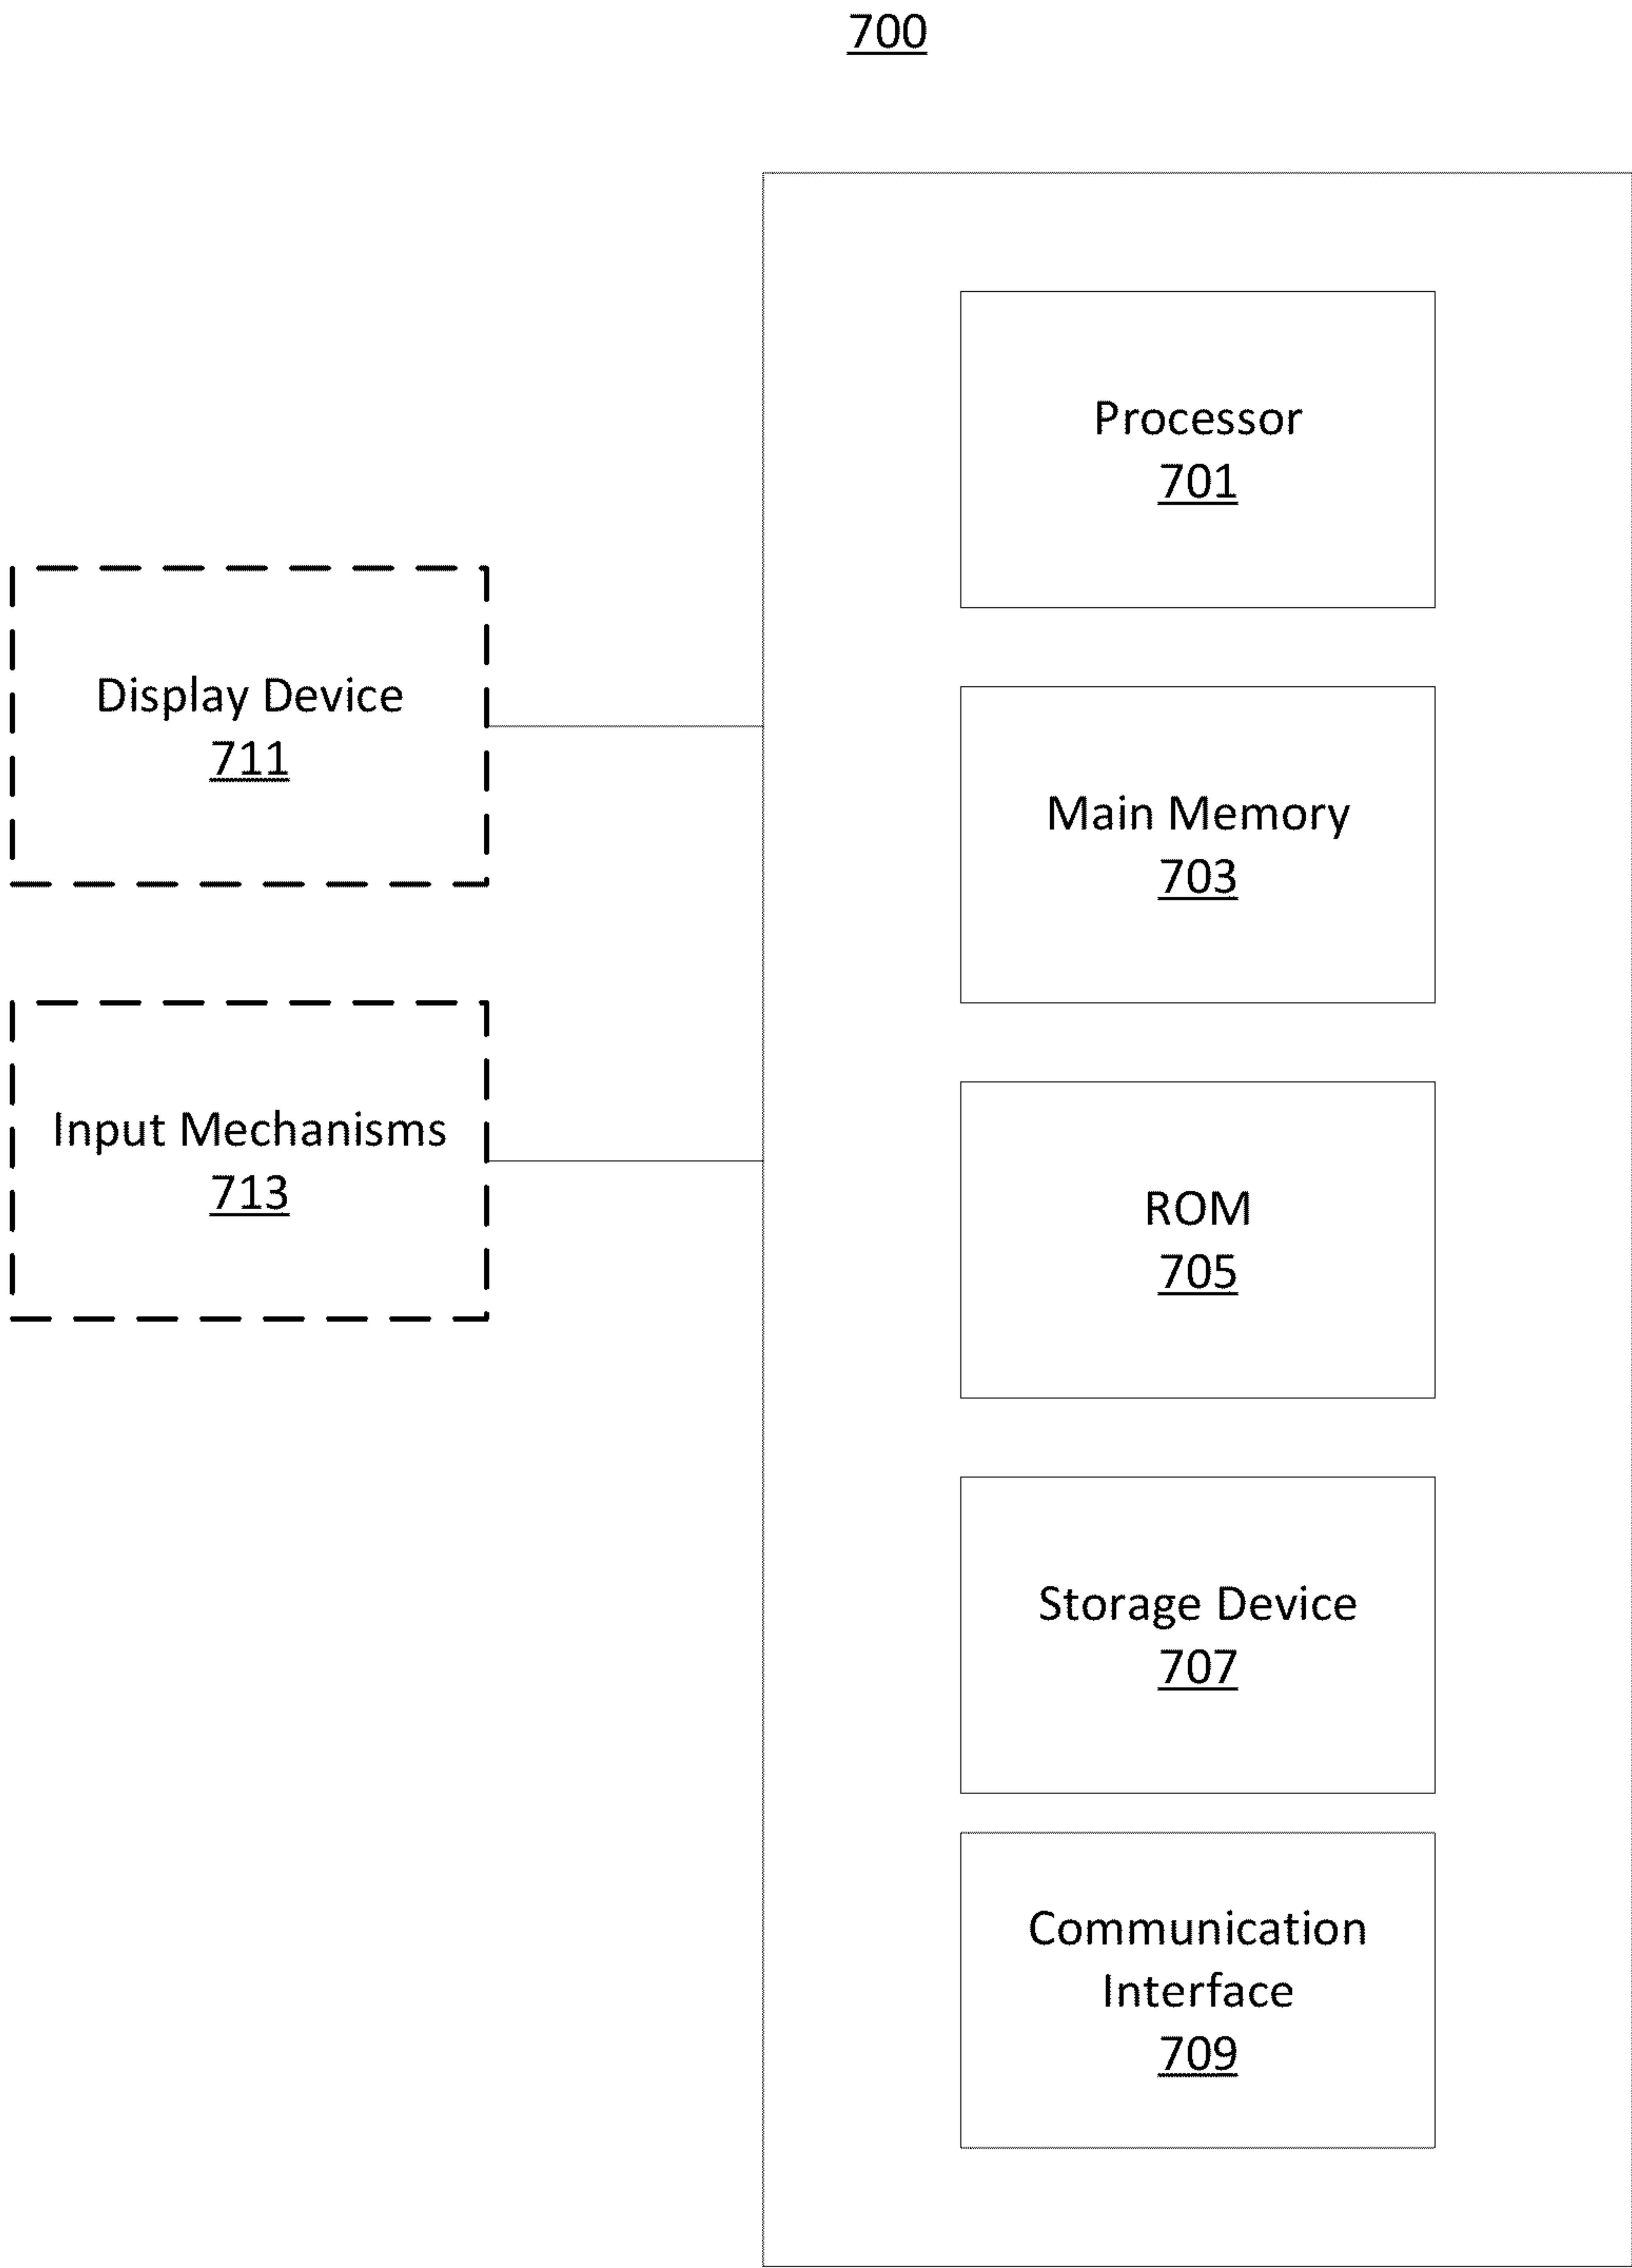 700
Processor
701
Display Device
711
Main Memory
703
Input Mechanisms
713
ROM
705
Storage Device
707
Communication
Interface
709